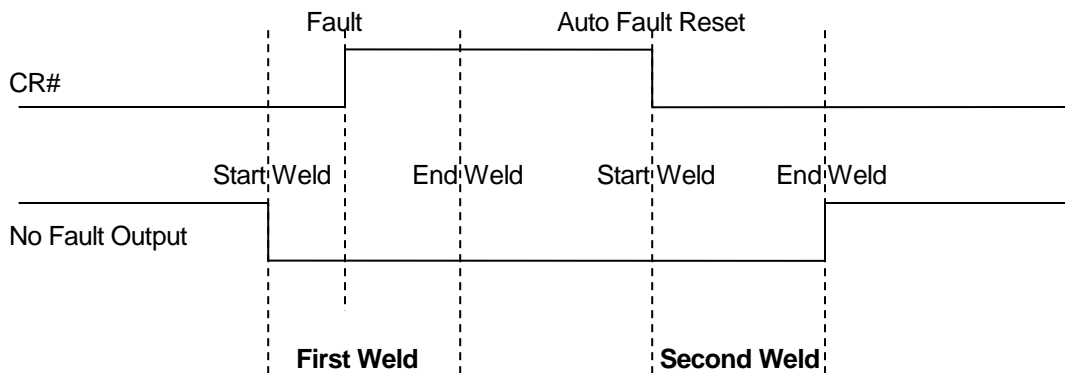 Fault Auto Fault Reset
CR#
Start Weld End Weld Start Weld End Weld
No Fault Output
First Weld Second Weld